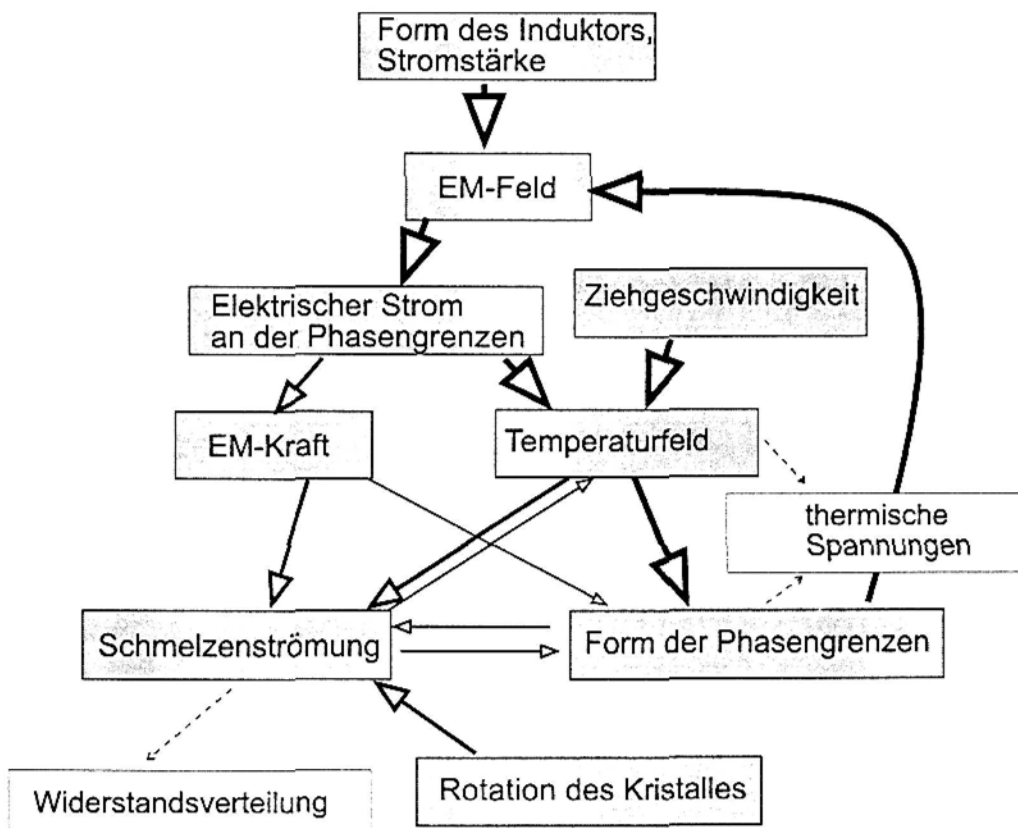 Form des Induktors,
Stromstärke
EM-Feld
Elektrischer Strom
an der Phasengrenzen
Ziehgeschwindigkeit
EM-Kraft
Temperaturfeld
thermische
Spannungen
Schmelzenströmung
Form der Phasengrenzen
Widerstandsverteilung
Rotation des Kristalles